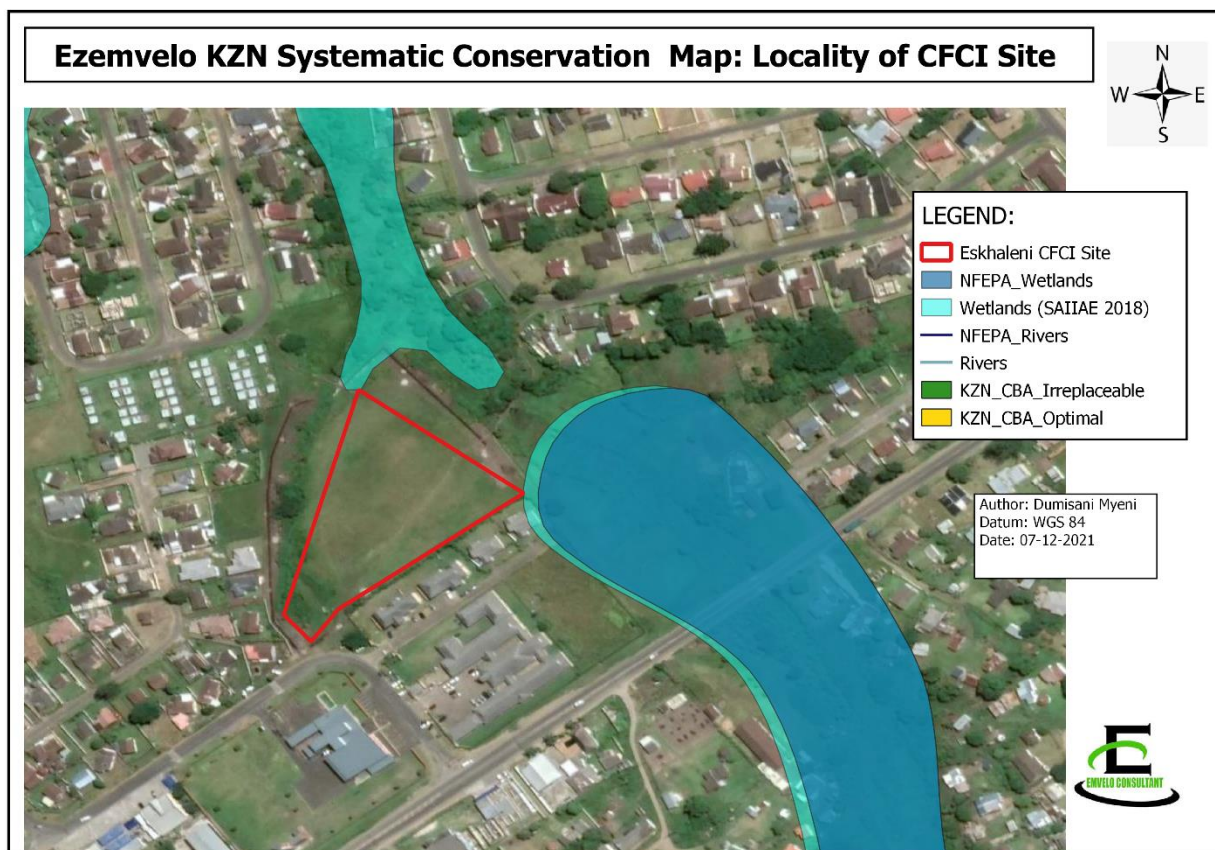 Ezemvelo KZN Systematic Conservation Map: Locality of CFCI Site
N
W E
S
LEGEND:
Eskhaleni CFCI Site
NFEPA_Wetlands
Wetlands (SAIIAE 2018)
NFEPA_Rivers
Rivers
KZN_CBA_Irreplaceable
KZN_CBA_Optimal
Author: Dumisani Myeni
Datum: WGS 84
Date: 07-12-2021
E
EMVELO CONSULTANT